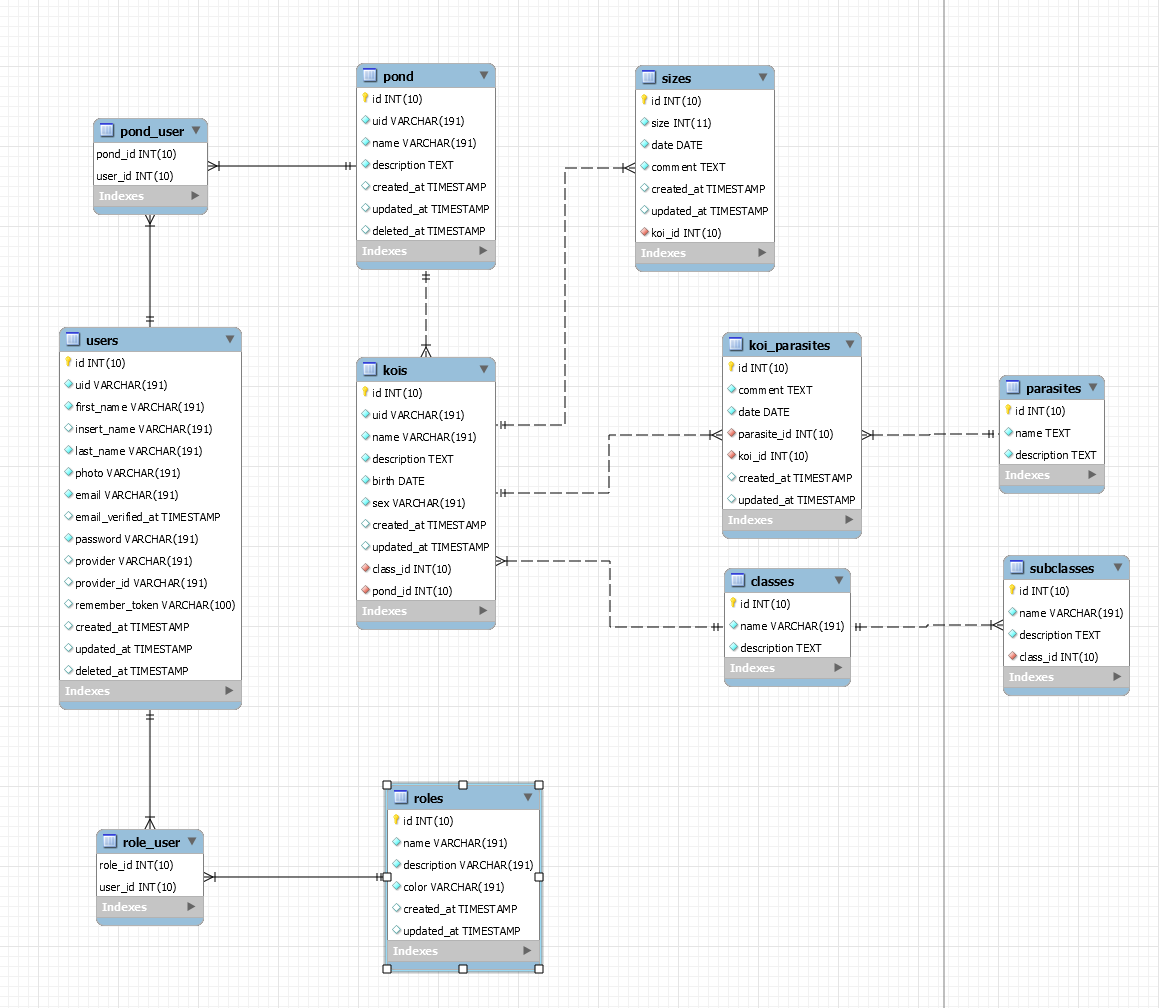 pond_user
pond_id INT(10)
user_id INT(10)
Indexes
pond
id INT(10)
uid VARCHAR(191)
name VARCHAR(191)
description TEXT
created_at TIMESTAMP
updated_at TIMESTAMP
deleted_at TIMESTAMP
Indexes
sizes
id INT(10)
size INT(11)
date DATE
comment TEXT
created_at TIMESTAMP
updated_at TIMESTAMP
koi_id INT(10)
Indexes
users
id INT(10)
uid VARCHAR(191)
first_name VARCHAR(191)
insert_name VARCHAR(191)
last_name VARCHAR(191)
photo VARCHAR(191)
email VARCHAR(191)
email_verified_at TIMESTAMP
password VARCHAR(191)
provider VARCHAR(191)
provider_id VARCHAR(191)
remember_token VARCHAR(100)
created_at TIMESTAMP
updated_at TIMESTAMP
deleted_at TIMESTAMP
Indexes
kois
id INT(10)
uid VARCHAR(191)
name VARCHAR(191)
description TEXT
birth DATE
sex VARCHAR(191)
created_at TIMESTAMP
updated_at TIMESTAMP
class_id INT(10)
pond_id INT(10)
Indexes
koi_parasites
id INT(10)
comment TEXT
date DATE
parasite_id INT(10)
koi_id INT(10)
created_at TIMESTAMP
updated_at TIMESTAMP
Indexes
parasites
id INT(10)
name TEXT
description TEXT
Indexes
classes
id INT(10)
name VARCHAR(191)
description TEXT
Indexes
subclasses
id INT(10)
name VARCHAR(191)
description TEXT
class_id INT(10)
Indexes
role_user
role_id INT(10)
user_id INT(10)
Indexes
roles
id INT(10)
name VARCHAR(191)
description VARCHAR(191)
color VARCHAR(191)
created_at TIMESTAMP
updated_at TIMESTAMP
Indexes